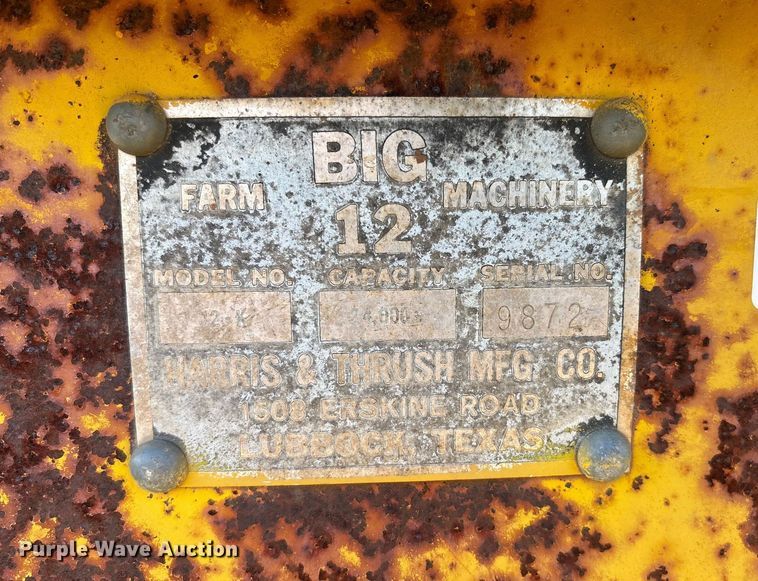 BIG
FARM MACHINERY
12
MODEL NO. CAPACITY SERIAL NO.
9872
HARRIS & THRUSH MFG. CO.
1508 ERSKINE ROAD
LUBBOCK, TEXAS
Purple Wave Auction